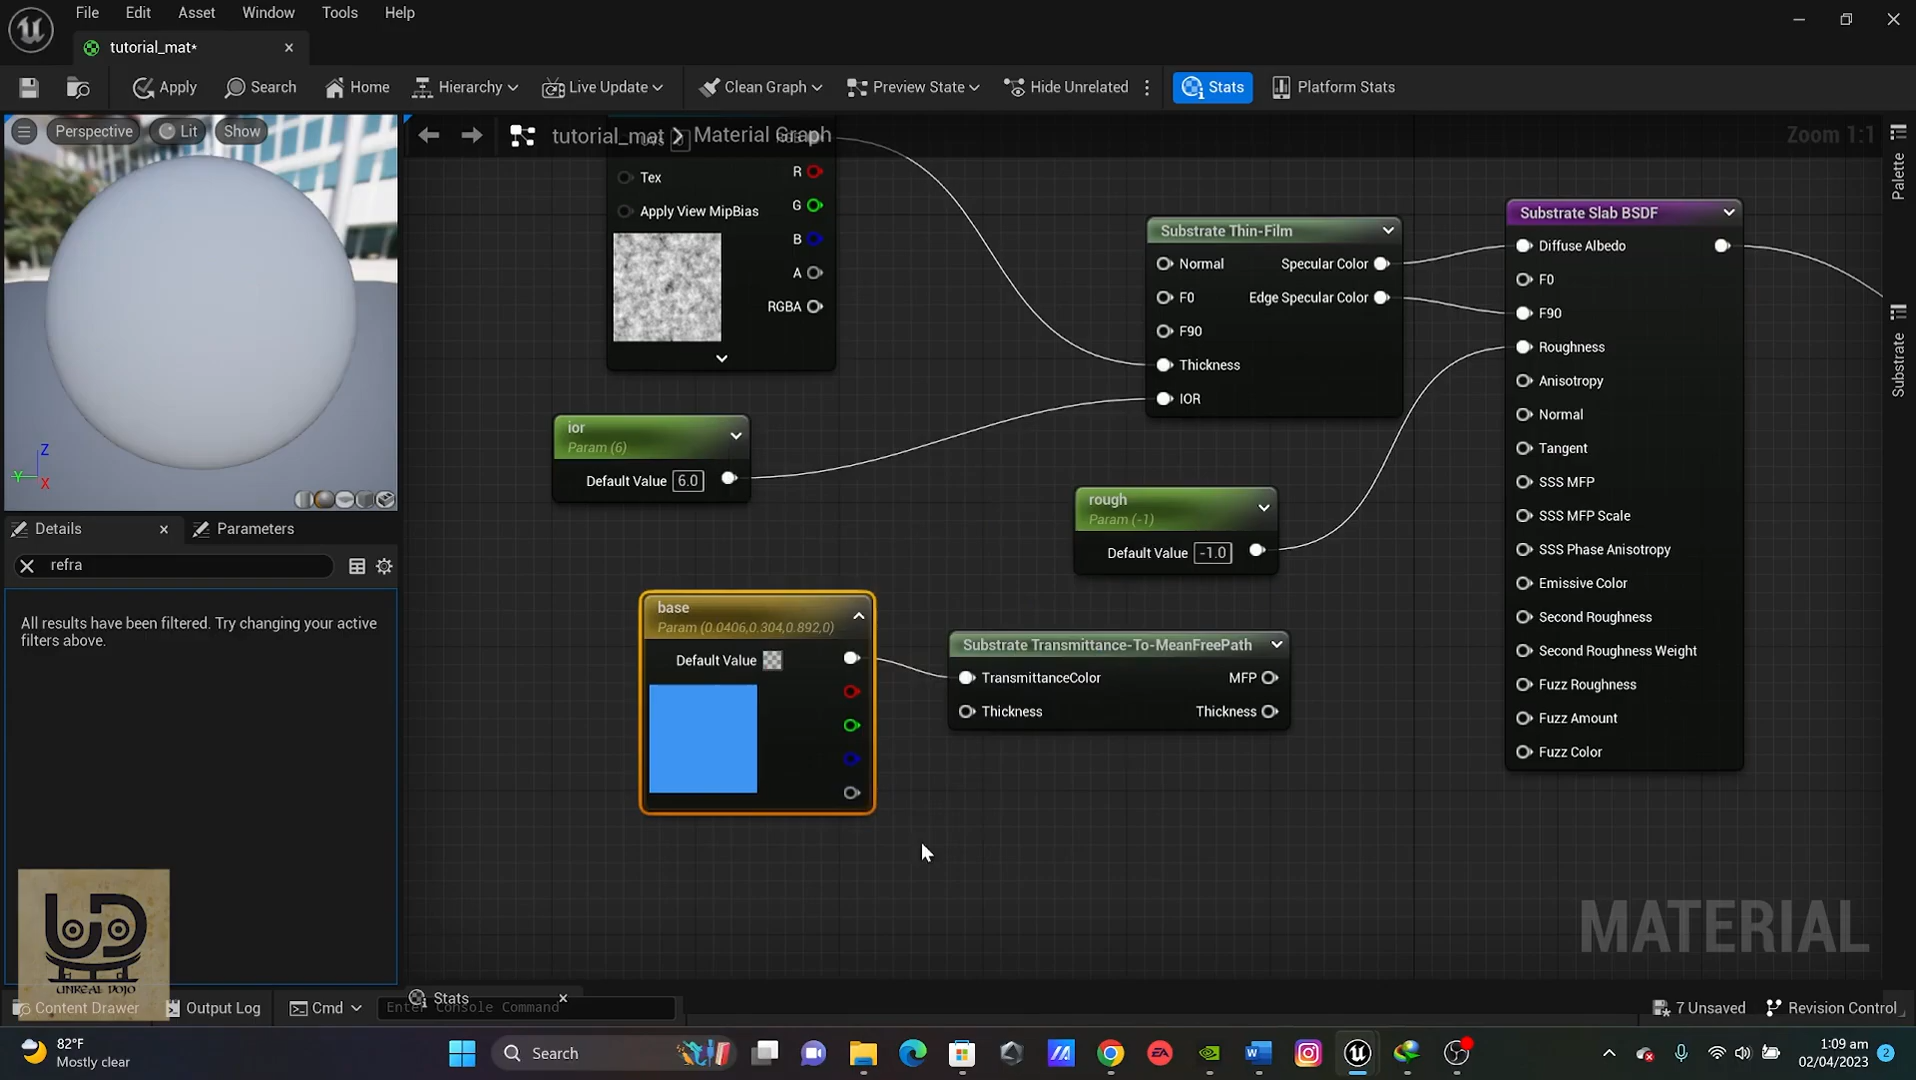 File Edit Asset Window Tools Help
tutorial_mat*
Apply Search Home Hierarchy Live Update Clean Graph Preview State Hide Unrelated Stats Platform Stats
Perspective Lit Show
tutorial_mat Material Graph
Zoom 1:1
Palette
Substrate
Z
Y
X
Details
Parameters
refra
All results have been filtered. Try changing your active
filters above.
UVs 0
R
Tex
Apply View MipBias
G
B
A
RGBA
ior
Param (6)
Default Value 6.0
base
Param (0.0406,0.304,0.892,0)
Default Value
Substrate Thin-Film
Normal Specular Color
F0 Edge Specular Color
F90
Thickness
IOR
rough
Param (-1)
Default Value -1.0
Substrate Transmittance-To-MeanFreePath
TransmittanceColor MFP
Thickness Thickness
Substrate Slab BSDF
Diffuse Albedo
F0
F90
Roughness
Anisotropy
Normal
Tangent
SSS MFP
SSS MFP Scale
SSS Phase Anisotropy
Emissive Color
Second Roughness
Second Roughness Weight
Fuzz Roughness
Fuzz Amount
Fuzz Color
MATERIAL
UD
UNREAL DOJO
Stats
Content Drawer Output Log Cmd Enter Console Command 7 Unsaved Revision Control
82°F
Mostly clear
Search
EA
W
1:09 am
02/04/2023
2